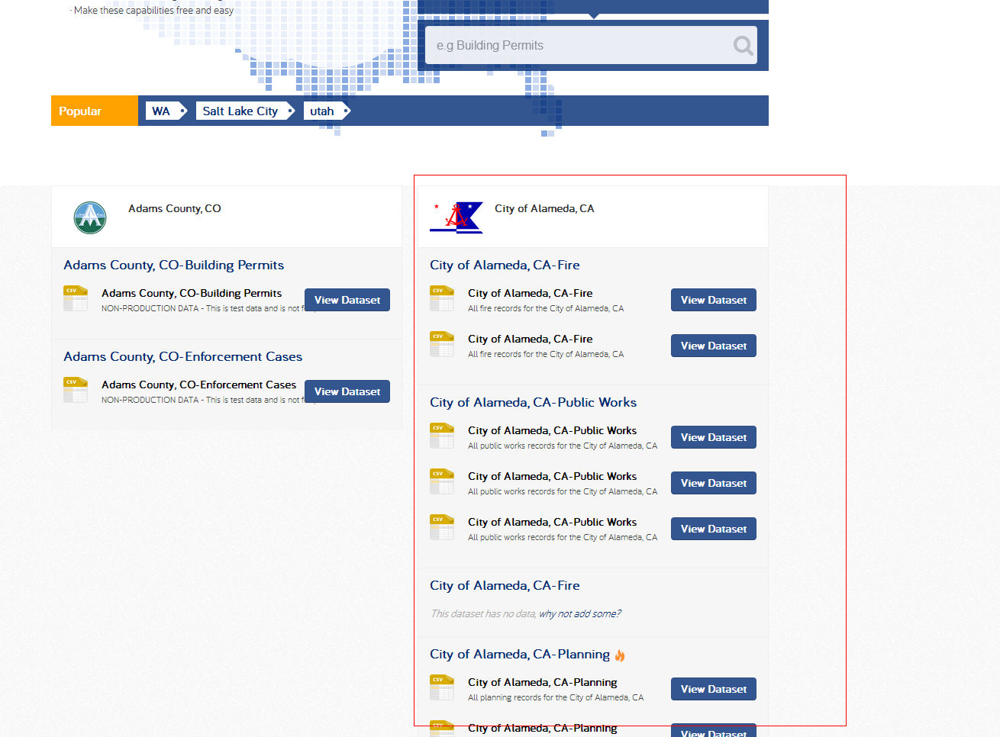 · Make these capabilities free and easy
e.g Building Permits
Popular
WA
Salt Lake City
utah
Adams County, CO
Adams County, CO-Building Permits
CSV
Adams County, CO-Building Permits
NON-PRODUCTION DATA - This is test data and is not
View Dataset
Adams County, CO-Enforcement Cases
CSV
Adams County, CO-Enforcement Cases
NON-PRODUCTION DATA - This is test data and is not
View Dataset
City of Alameda, CA
City of Alameda, CA-Fire
CSV
City of Alameda, CA-Fire
All fire records for the City of Alameda, CA
View Dataset
CSV
City of Alameda, CA-Fire
All fire records for the City of Alameda, CA
View Dataset
City of Alameda, CA-Public Works
CSV
City of Alameda, CA-Public Works
All public works records for the City of Alameda, CA
View Dataset
CSV
City of Alameda, CA-Public Works
All public works records for the City of Alameda, CA
View Dataset
CSV
City of Alameda, CA-Public Works
All public works records for the City of Alameda, CA
View Dataset
City of Alameda, CA-Fire
This dataset has no data, why not add some?
City of Alameda, CA-Planning
CSV
City of Alameda, CA-Planning
All planning records for the City of Alameda, CA
View Dataset
CSV
City of Alameda, CA-Planning
View Dataset